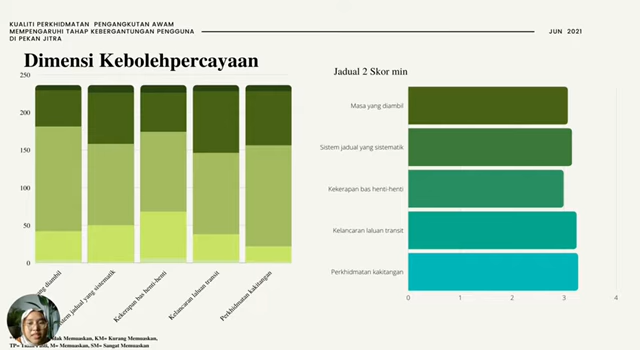 KUALITI PERKHIDMATAN PENGANGKUTAN AWAM
MEMPENGARUHI TAHAP KEBERGANTUNGAN PENGGUNA
DI PEKAN JITRA
JUN 2021
Dimensi Kebolehpercayaan
250
200
150
100
50
0
diambil
sistem jadual yang sistematik
Kekerapan bas henti-henti
Kelancaran laluan transit
Perkhidmatan kakitangan
Memuaskan, KM= Kurang Memuaskan,
M= Memuaskan, SM= Sangat Memuaskan
Jadual 2 Skor min
Masa yang diambil
Sistem jadual yang sistematik
Kekerapan bas henti-henti
Kelancaran laluan transit
Perkhidmatan kakitangan
0 1 2 3 4